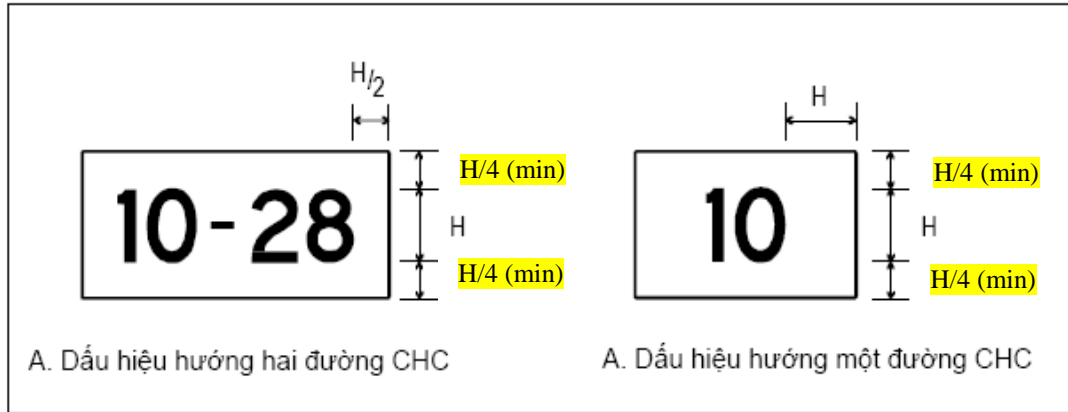 H/2
H
H/4 (min)
H/4 (min)
10-28
H
10
H
H/4 (min)
H/4 (min)
A. Dấu hiệu hướng hai đường CHC
A. Dấu hiệu hướng một đường CHC